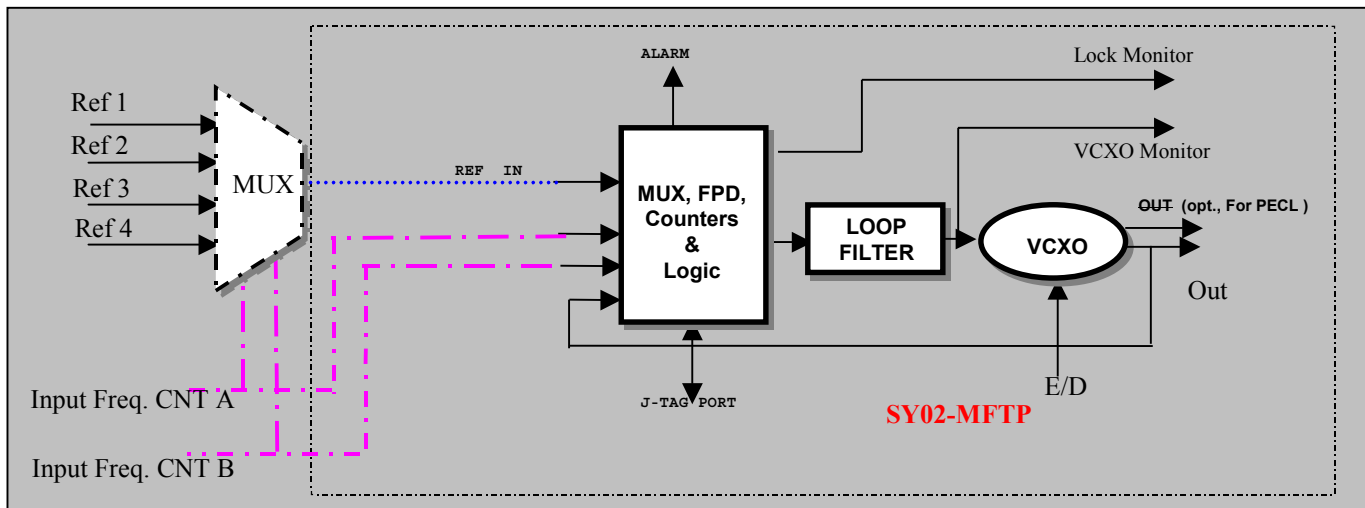 ALARM
Lock Monitor
Ref 1
Ref 2
Ref 3
Ref 4
MUX
REF IN
MUX, FPD,
Counters
&
Logic
LOOP
FILTER
VCXO Monitor
VCXO
OUT (opt., For PECL )
Out
E/D
Input Freq. CNT A
J-TAG PORT
SY02-MFTP
Input Freq. CNT B